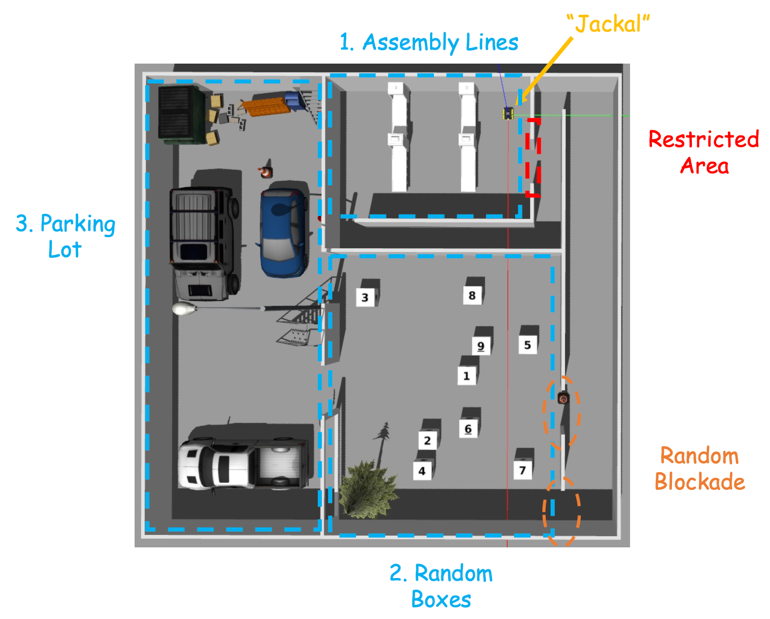 “Jackal”
1. Assembly Lines
Restricted
Area
3. Parking
Lot
3
8
9
5
1
6
2
4
7
Random
Blockade
2. Random
Boxes